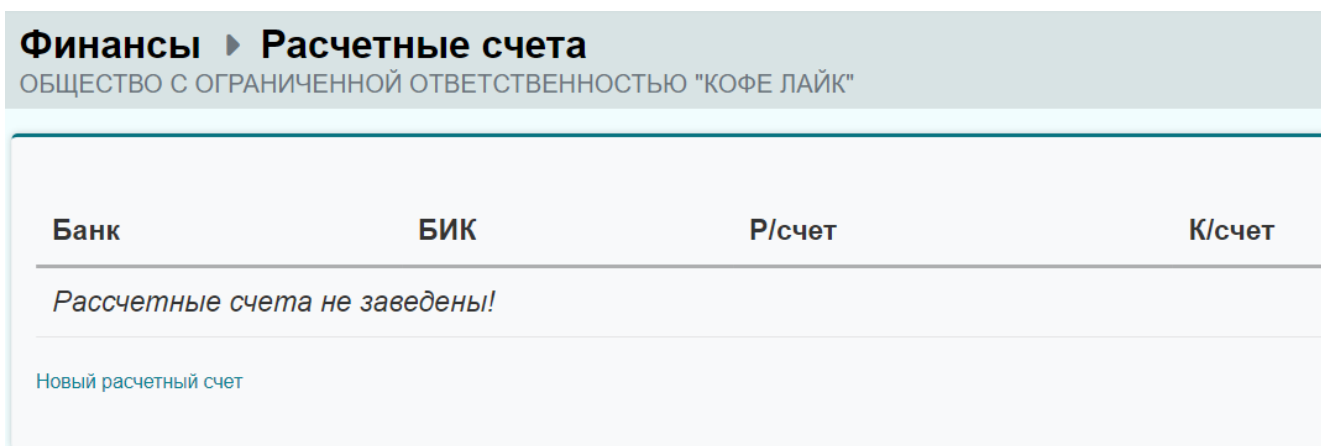 Финансы Расчетные счета
ОБЩЕСТВО С ОГРАНИЧЕННОЙ ОТВЕТСТВЕННОСТЬЮ "КОФЕ ЛАЙК"
Банк БИК Р/счет К/счет
Рассчетные счета не заведены!
Новый расчетный счет